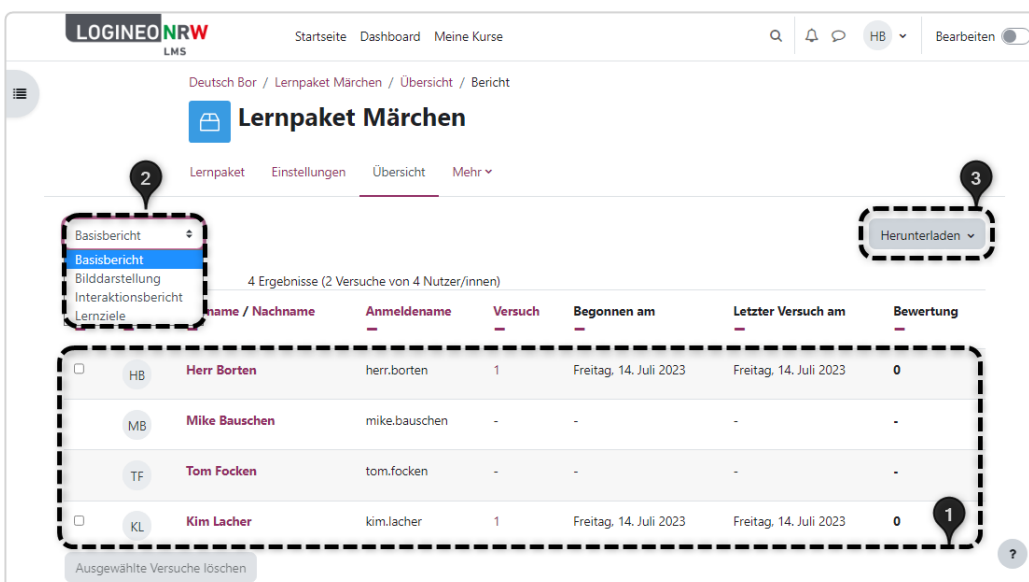 LOGINEO NRW
LMS
Startseite Dashboard Meine Kurse
HB
Bearbeiten
Deutsch Bor / Lernpaket Märchen / Übersicht / Bericht
Lernpaket Märchen
Lernpaket Einstellungen Übersicht Mehr
2
3
Basisbericht
Herunterladen
Basisbericht
Bilddarstellung
Interaktionsbericht
Lernziele
4 Ergebnisse (2 Versuche von 4 Nutzer/innen)
/ Nachname Anmeldename Versuch Begonnen am Letzter Versuch am Bewertung
HB Herr Borten herr.borten 1 Freitag, 14. Juli 2023 Freitag, 14. Juli 2023 0
MB Mike Bauschen mike.bauschen - - - -
TF Tom Focken tom.focken - - - -
KL Kim Lacher kim.lacher 1 Freitag, 14. Juli 2023 Freitag, 14. Juli 2023 0
1
Ausgewählte Versuche löschen
?